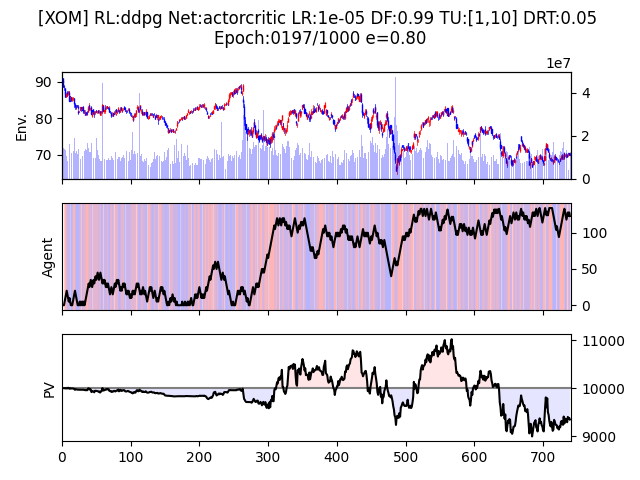 [XOM] RL:ddpg Net:actorcritic LR:1e-05 DF:0.99 TU:[1,10] DRT:0.05
Epoch:0197/1000 e=0.80
1e7
Env.
90
80
70
4
2
0
Agent
100
50
0
PV
11000
10000
9000
0 100 200 300 400 500 600 700